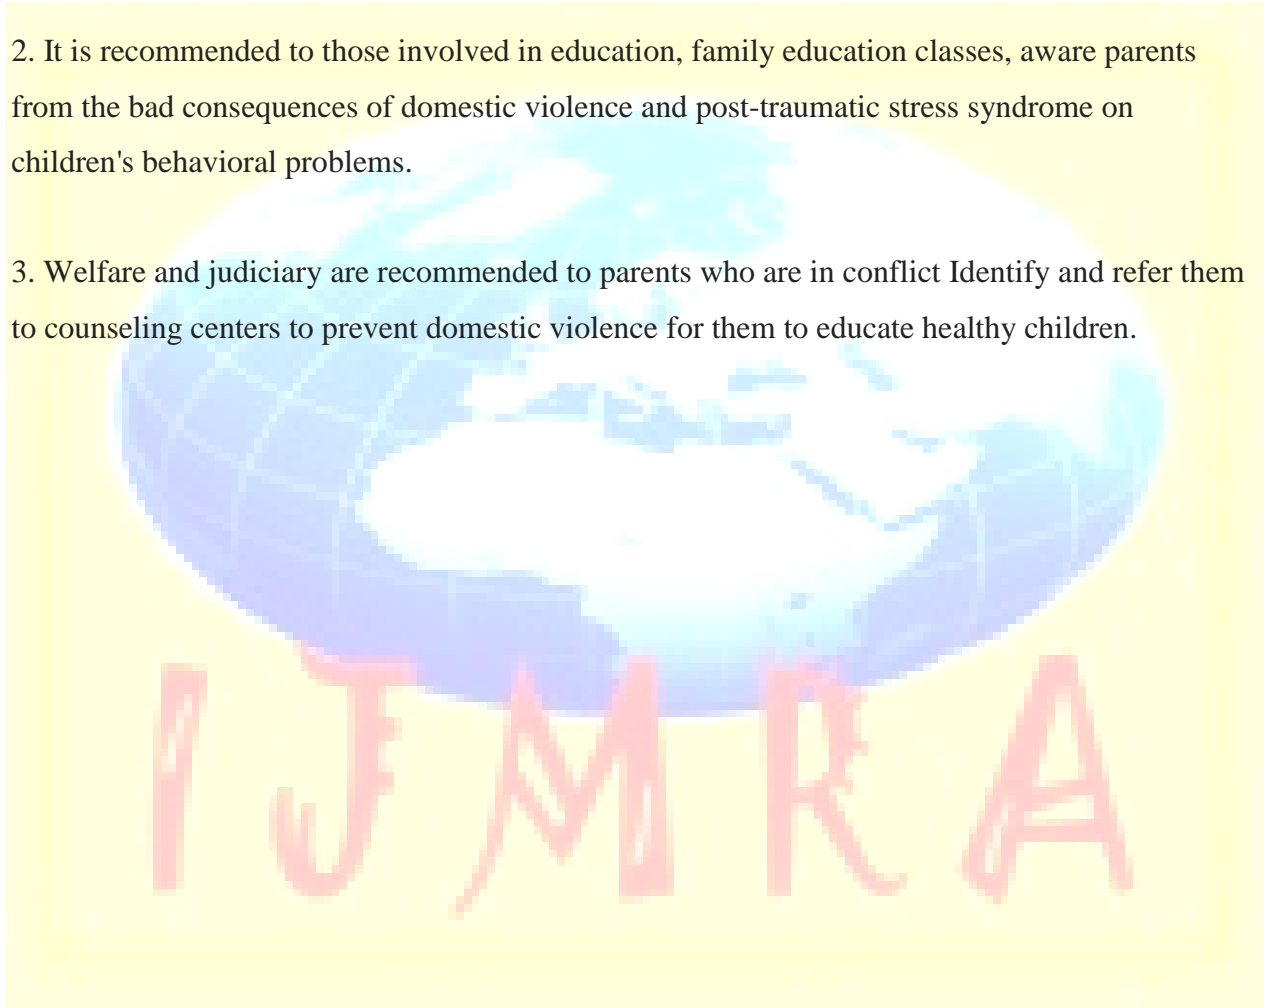 2. It is recommended to those involved in education, family education classes, aware parents
from the bad consequences of domestic violence and post-traumatic stress syndrome on
children's behavioral problems.
3. Welfare and judiciary are recommended to parents who are in conflict Identify and refer them
to counseling centers to prevent domestic violence for them to educate healthy children.
IJMRA